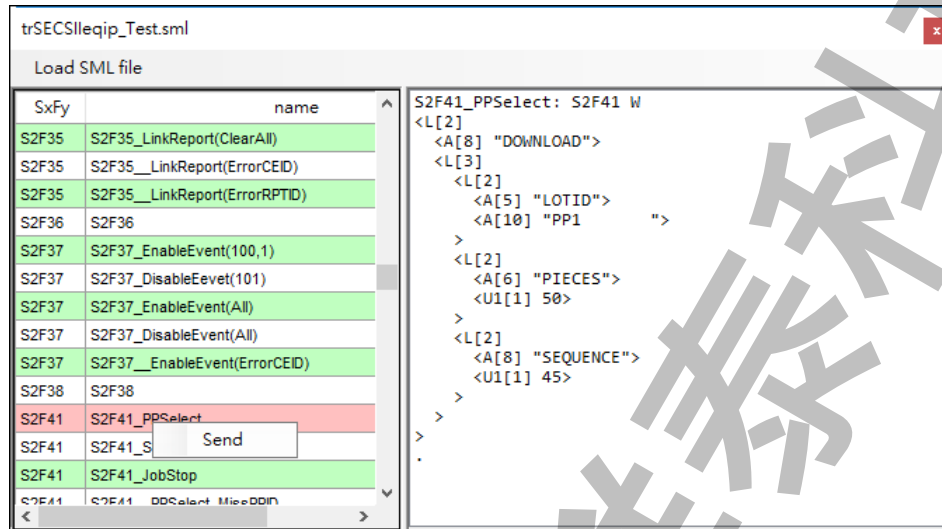 trSECSIIeqip_Test.sml
x
Load SML file
SxFy name
S2F35 S2F35_LinkReport(ClearAll)
S2F35 S2F35__LinkReport(ErrorCEID)
S2F35 S2F35__LinkReport(ErrorRPTID)
S2F36 S2F36
S2F37 S2F37_EnableEvent(100,1)
S2F37 S2F37_DisableEevet(101)
S2F37 S2F37_EnableEvent(All)
S2F37 S2F37_DisableEvent(All)
S2F37 S2F37__EnableEvent(ErrorCEID)
S2F38 S2F38
S2F41 S2F41_PPSelect
S2F41 S2F41_S
Send
S2F41 S2F41_JobStop
S2F41 S2F41__PPSelect_MissPPID
S2F41_PPSelect: S2F41 W
<L[2]
<A[8] "DOWNLOAD">
<L[3]
<L[2]
<A[5] "LOTID">
<A[10] "PP1       ">
>
<L[2]
<A[6] "PIECES">
<U1[1] 50>
>
<L[2]
<A[8] "SEQUENCE">
<U1[1] 45>
>
>
>
.